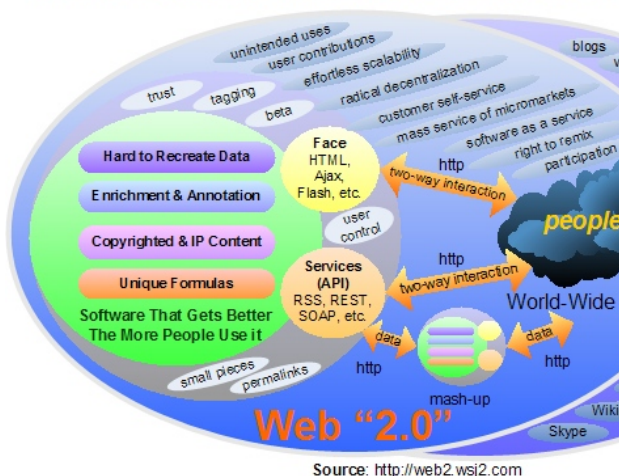 unintended uses
user contributions
effortless scalability
radical decentralization
customer self-service
mass service of micromarkets
software as a service
right to remix
participation
blogs
trust
tagging
beta
Hard to Recreate Data
Enrichment & Annotation
Copyrighted & IP Content
Unique Formulas
Software That Gets Better
The More People Use it
Face
HTML,
Ajax,
Flash, etc.
user
control
Services
(API)
RSS, REST,
SOAP, etc.
http
two-way interaction
http
two-way interaction
people
World-Wide
data
http
data
http
mash-up
small pieces
permalinks
Web “2.0”
Wiki
Skype
Source: http://web2.wsj2.com